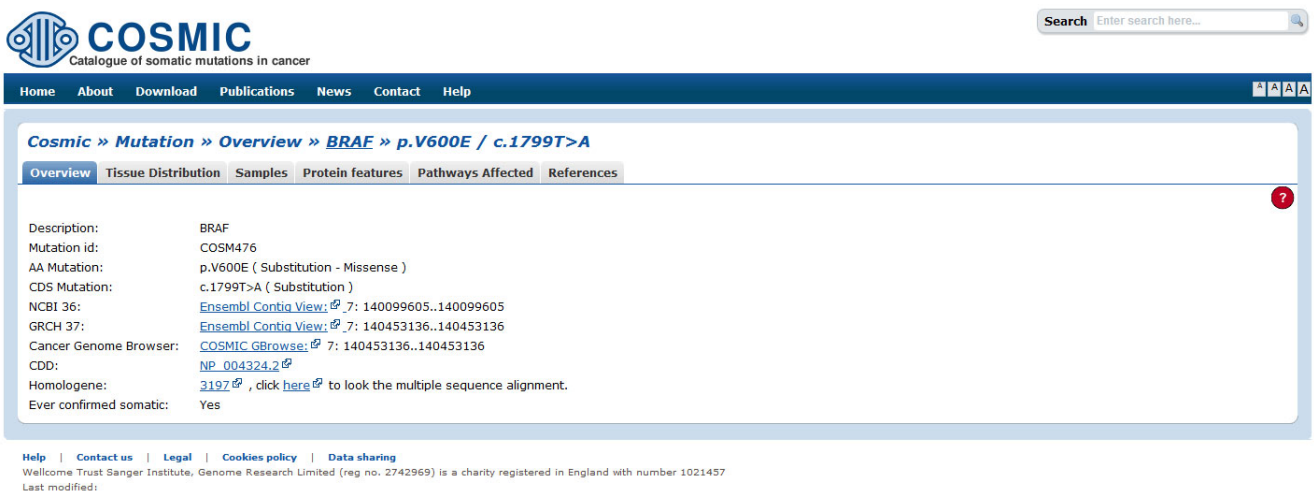 COSMIC
Catalogue of somatic mutations in cancer
Search Enter search here...
Home About Download Publications News Contact Help
A A A A
Cosmic » Mutation » Overview » BRAF » p.V600E / c.1799T>A
Overview Tissue Distribution Samples Protein features Pathways Affected References
?
Description: BRAF
Mutation id: COSM476
AA Mutation: p.V600E ( Substitution - Missense )
CDS Mutation: c.1799T>A ( Substitution )
NCBI 36: Ensembl Contig View: 7: 140099605..140099605
GRCH 37: Ensembl Contig View: 7: 140453136..140453136
Cancer Genome Browser: COSMIC GBrowse: 7: 140453136..140453136
CDD: NP_004324.2
Homologene: 3197 , click here to look the multiple sequence alignment.
Ever confirmed somatic: Yes
Help | Contact us | Legal | Cookies policy | Data sharing
Wellcome Trust Sanger Institute, Genome Research Limited (reg no. 2742969) is a charity registered in England with number 1021457
Last modified: